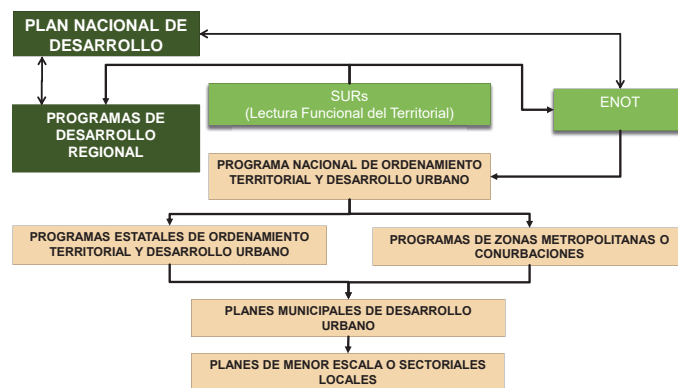 PLAN NACIONAL DE
DESARROLLO
SURs
(Lectura Funcional del Territorial)
ENOT
PROGRAMAS DE
DESARROLLO
REGIONAL
PROGRAMA NACIONAL DE ORDENAMIENTO
TERRITORIAL Y DESARROLLO URBANO
PROGRAMAS ESTATALES DE ORDENAMIENTO
TERRITORIAL Y DESARROLLO URBANO
PROGRAMAS DE ZONAS METROPOLITANAS O
CONURBACIONES
PLANES MUNICIPALES DE DESARROLLO
URBANO
PLANES DE MENOR ESCALA O SECTORIALES
LOCALES